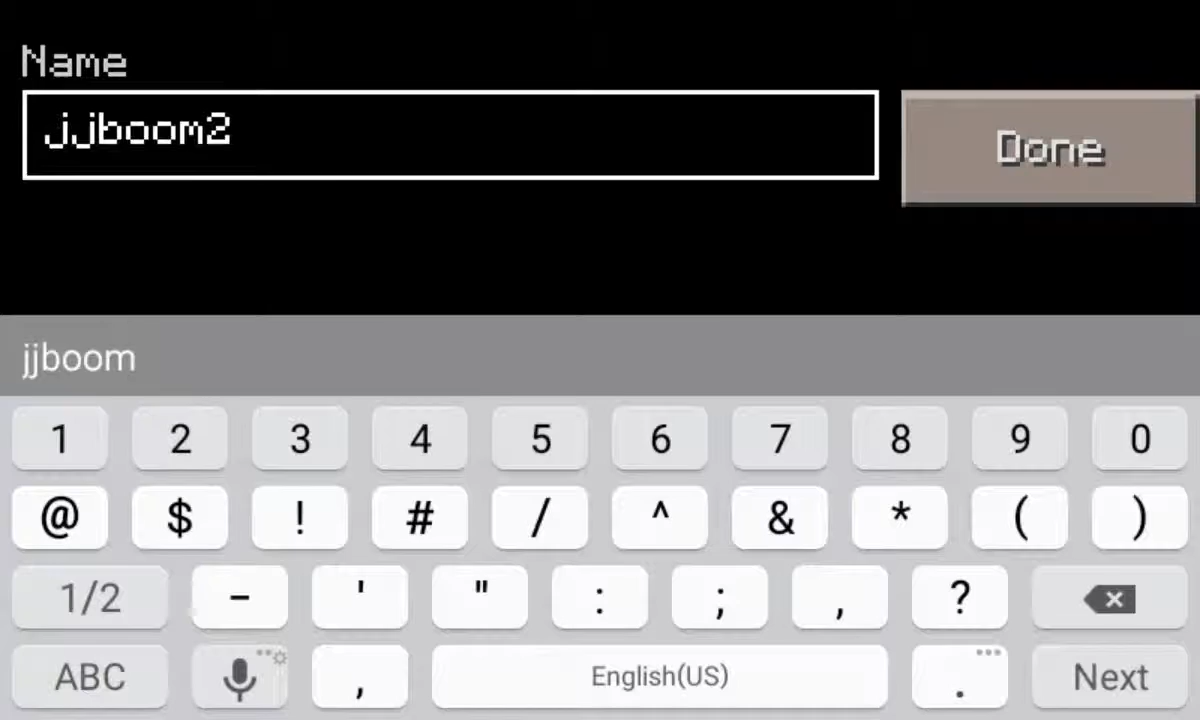 Name
jjboom2
Done
jjboom
1 2 3 4 5 6 7 8 9 0
@ $ ! # / ^ & * ( )
1/2 - ' " : ; , ?
ABC , English(US) . Next